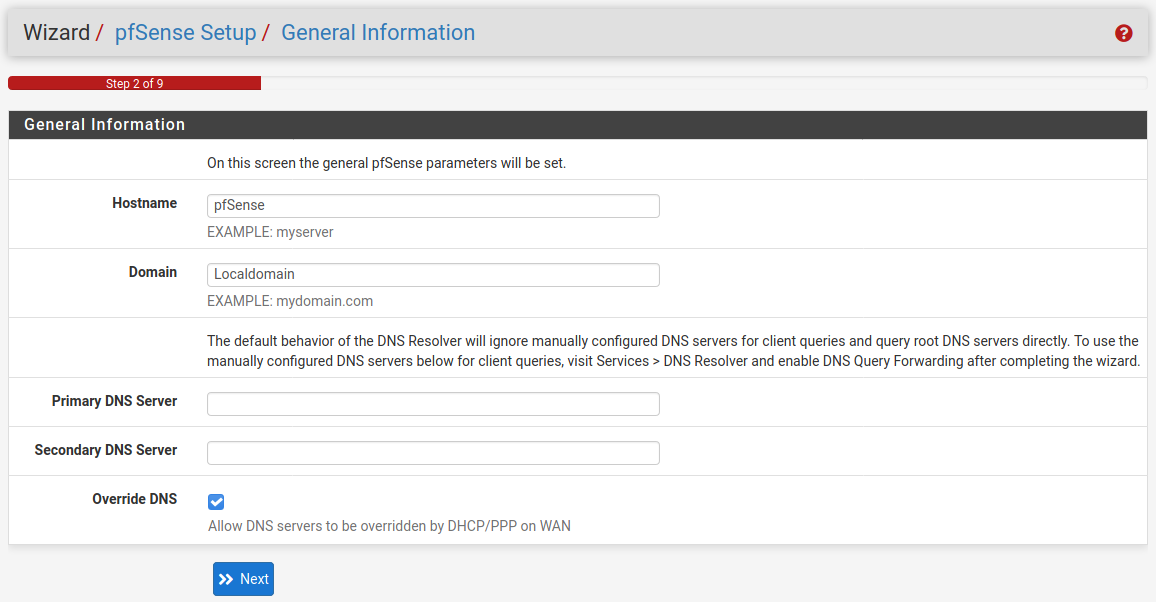 Wizard / pfSense Setup / General Information
Step 2 of 9
General Information
On this screen the general pfSense parameters will be set.
Hostname
pfSense
EXAMPLE: myserver
Domain
Localdomain
EXAMPLE: mydomain.com
The default behavior of the DNS Resolver will ignore manually configured DNS servers for client queries and query root DNS servers directly. To use the
manually configured DNS servers below for client queries, visit Services > DNS Resolver and enable DNS Query Forwarding after completing the wizard.
Primary DNS Server
Secondary DNS Server
Override DNS
Allow DNS servers to be overridden by DHCP/PPP on WAN
Next